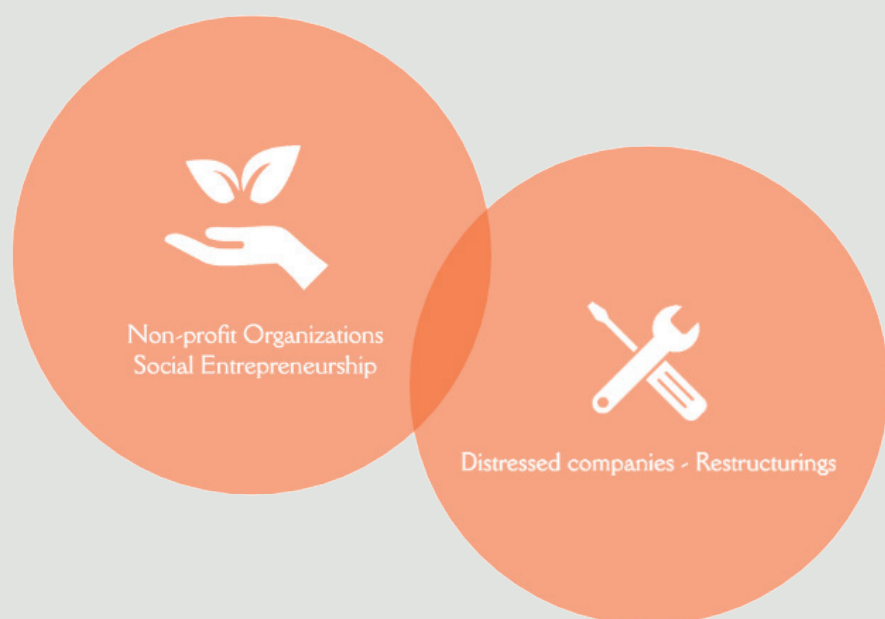 Non-profit Organizations
Social Entrepreneurship
Distressed companies - Restructurings